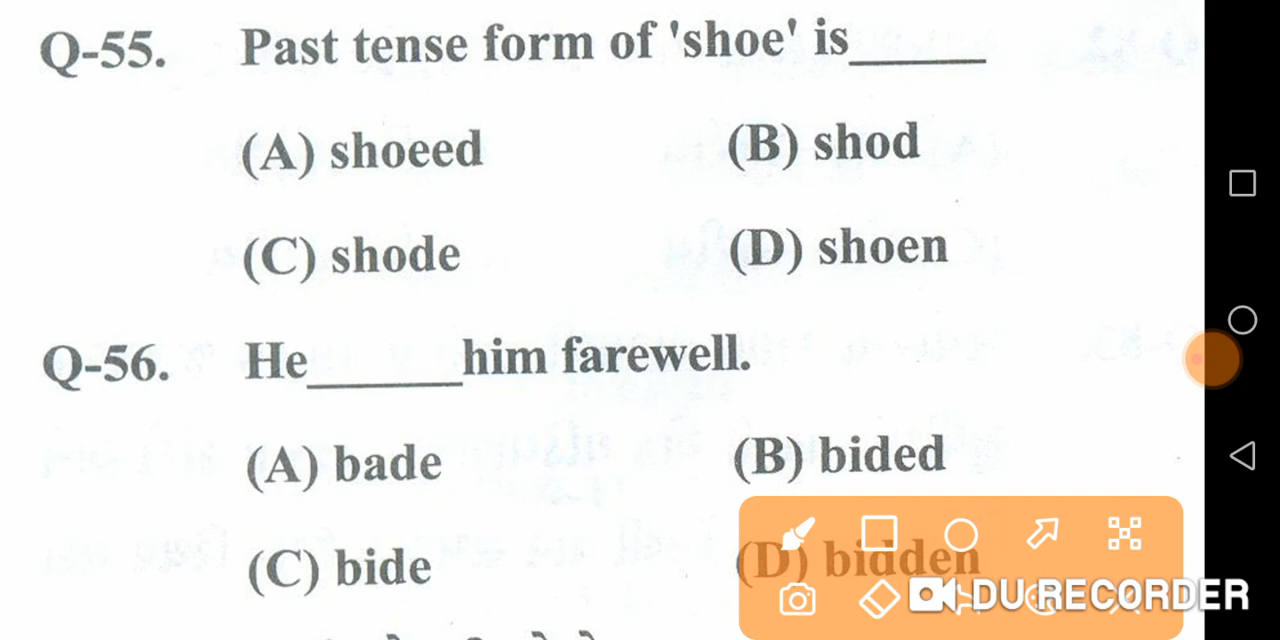 Q-55. Past tense form of 'shoe' is______
(A) shoeed (B) shod
(C) shode (D) shoen
Q-56. He_______him farewell.
(A) bade (B) bided
(C) bide (D) bidden
DU RECORDER